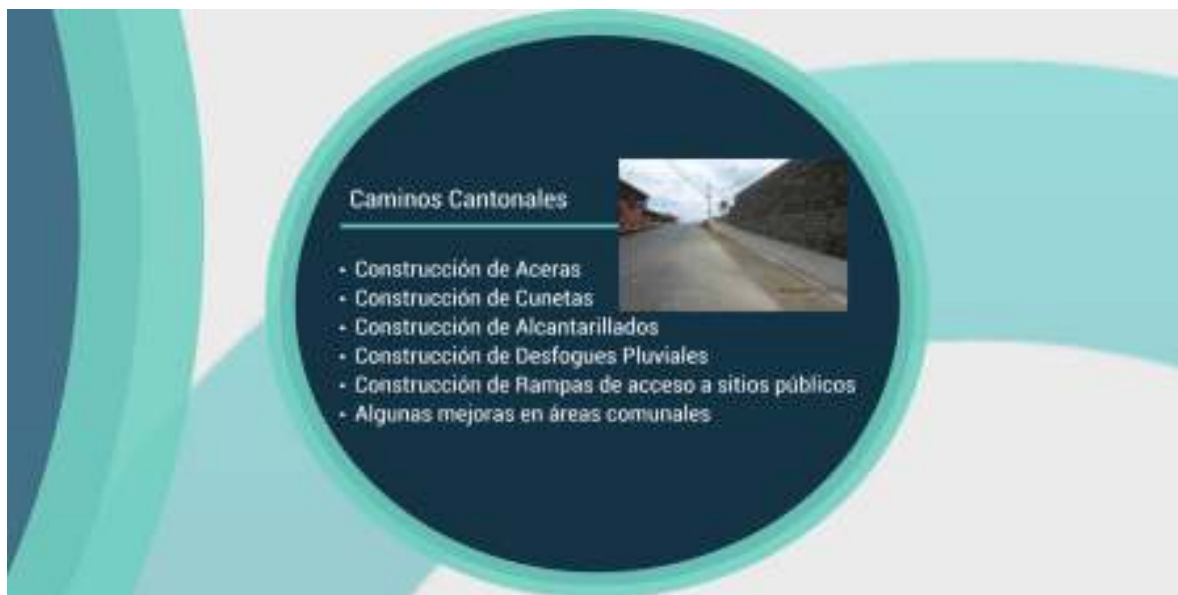 Caminos Cantonales
• Construcción de Aceras
• Construcción de Cunetas
• Construcción de Alcantarillados
• Construcción de Desfogues Pluviales
• Construcción de Rampas de acceso a sitios públicos
• Algunas mejoras en áreas comunales